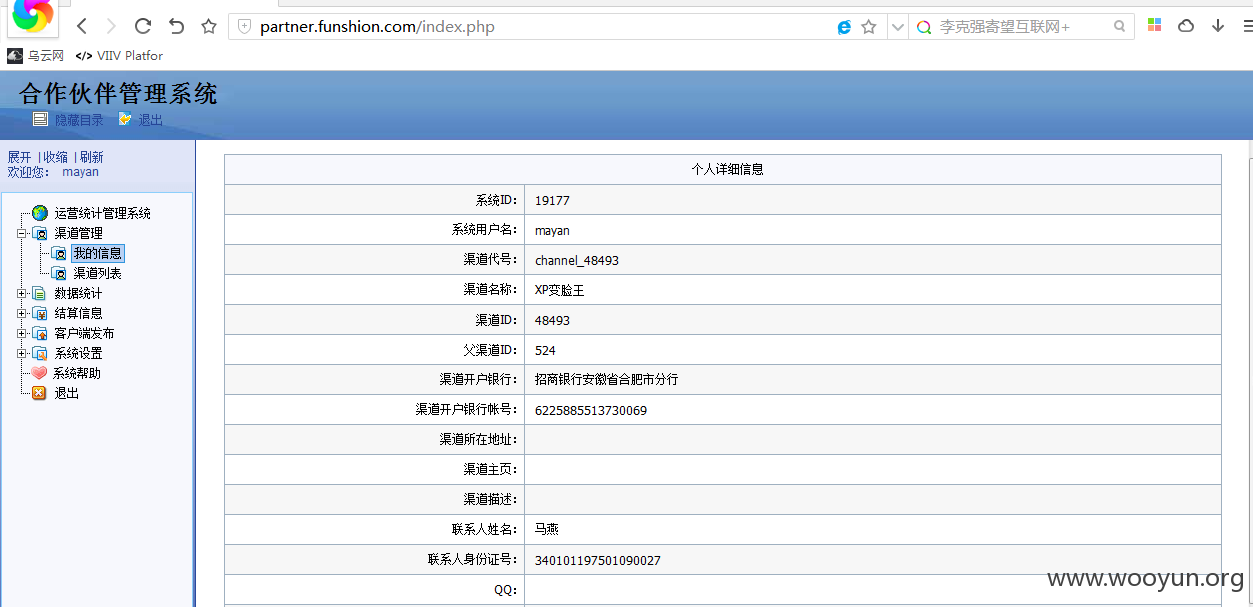 partner.funshion.com/index.php
李克强寄望互联网+
乌云网 </> VIIV Platfor
合作伙伴管理系统
隐藏目录 退出
展开 |收缩 |刷新
欢迎您: mayan
运营统计管理系统
渠道管理
我的信息
渠道列表
数据统计
结算信息
客户端发布
系统设置
系统帮助
退出
个人详细信息
系统ID: 19177
系统用户名: mayan
渠道代号: channel_48493
渠道名称: XP变脸王
渠道ID: 48493
父渠道ID: 524
渠道开户银行: 招商银行安徽省合肥市分行
渠道开户银行帐号: 6225885513730069
渠道所在地址:
渠道主页:
渠道描述:
联系人姓名: 马燕
联系人身份证号: 340101197501090027
QQ:
www.wooyun.org